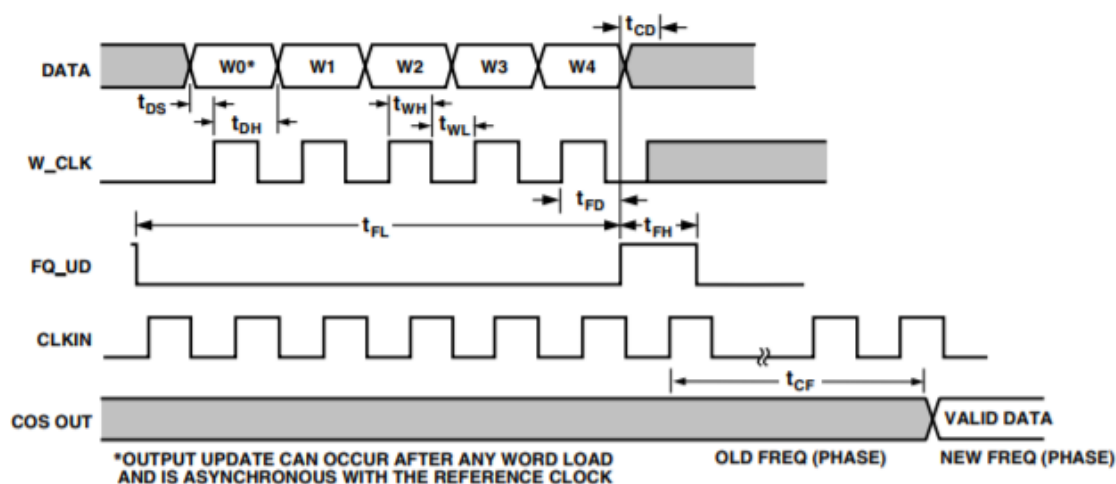 tCD
DATA
W0*
W1
W2
W3
W4
tDS
tDH
tWH
tWL
W_CLK
tFD
tFL
tFH
FQ_UD
CLKIN
tCF
COS OUT
VALID DATA
*OUTPUT UPDATE CAN OCCUR AFTER ANY WORD LOAD
AND IS ASYNCHRONOUS WITH THE REFERENCE CLOCK
OLD FREQ (PHASE)
NEW FREQ (PHASE)